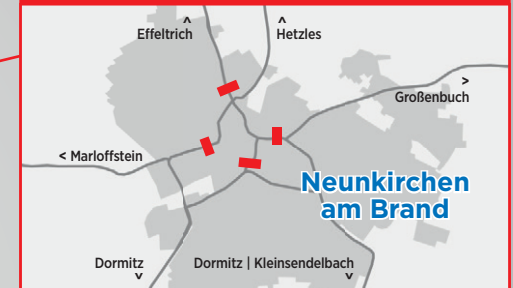 ^ ^
Effeltrich Hetzles
>
Großenbuch
< Marloffstein
Neunkirchen
am Brand
Dormitz Dormitz | Kleinsendelbach
v v